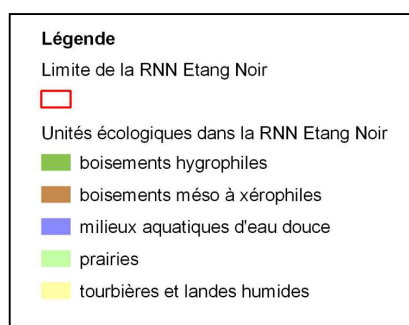 Légende
Limite de la RNN Etang Noir
Unités écologiques dans la RNN Etang Noir
boisements hygrophiles
boisements méso à xérophiles
milieux aquatiques d'eau douce
prairies
tourbières et landes humides